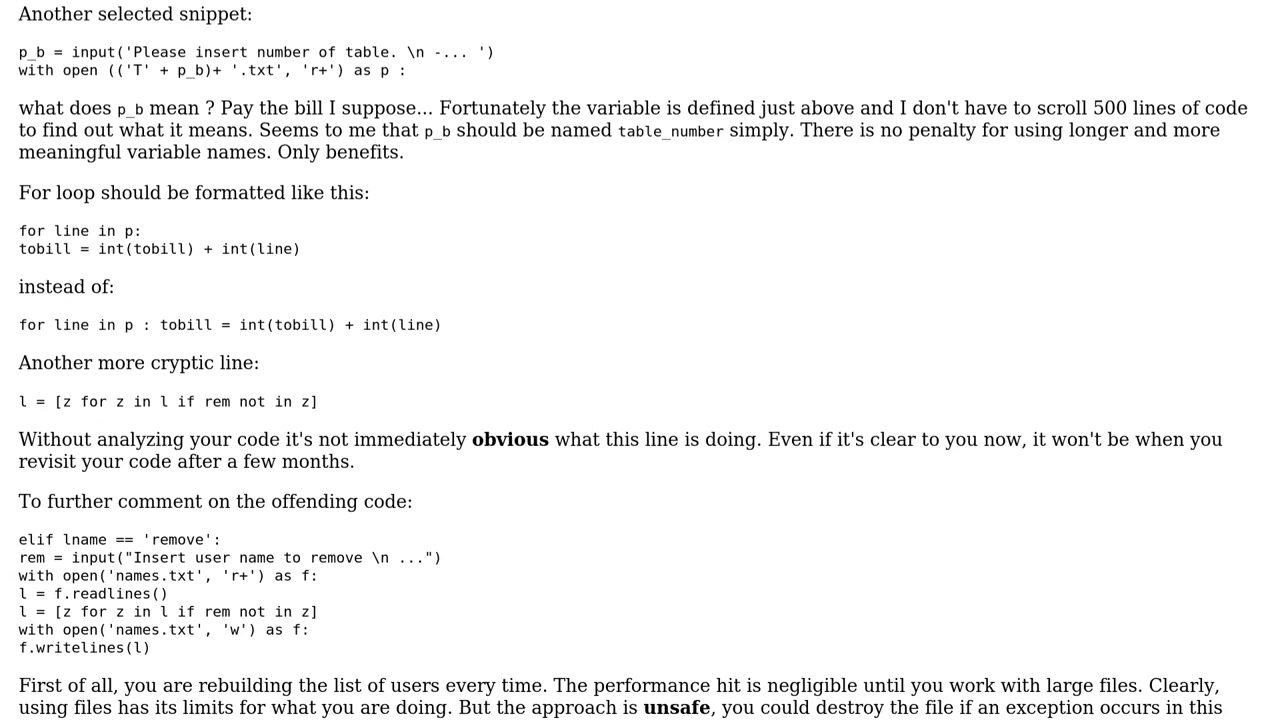 Another selected snippet:
p_b = input('Please insert number of table. \n -... ')
with open (('T' + p_b)+ '.txt', 'r+') as p :
what does p_b mean ? Pay the bill I suppose... Fortunately the variable is defined just above and I don't have to scroll 500 lines of code
to find out what it means. Seems to me that p_b should be named table_number simply. There is no penalty for using longer and more
meaningful variable names. Only benefits.
For loop should be formatted like this:
for line in p:
tobill = int(tobill) + int(line)
instead of:
for line in p : tobill = int(tobill) + int(line)
Another more cryptic line:
l = [z for z in l if rem not in z]
Without analyzing your code it's not immediately obvious what this line is doing. Even if it's clear to you now, it won't be when you
revisit your code after a few months.
To further comment on the offending code:
elif lname == 'remove':
rem = input("Insert user name to remove \n ...")
with open('names.txt', 'r+') as f:
l = f.readlines()
l = [z for z in l if rem not in z]
with open('names.txt', 'w') as f:
f.writelines(l)
First of all, you are rebuilding the list of users every time. The performance hit is negligible until you work with large files. Clearly,
using files has its limits for what you are doing. But the approach is unsafe, you could destroy the file if an exception occurs in this